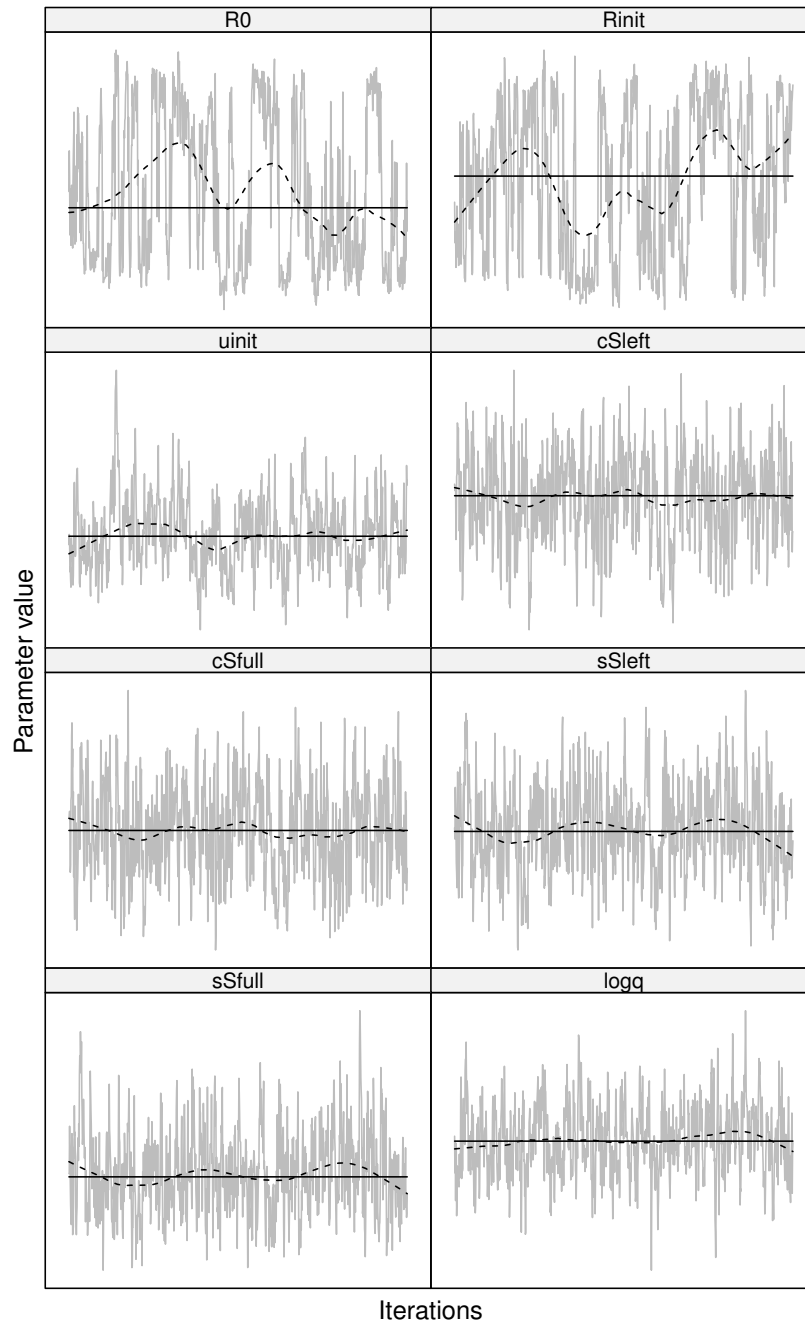 R0
Rinit
uinit
cSleft
cSfull
sSleft
sSfull
logq
Parameter value
Iterations